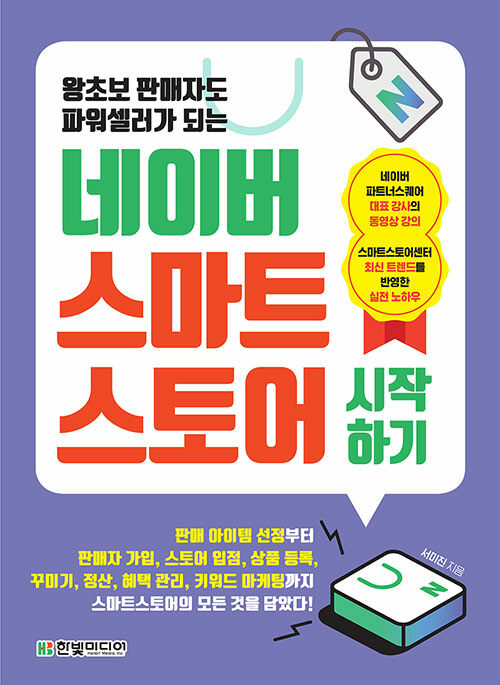 왕초보 판매자도
파워셀러가 되는
네이버
스마트
스토어
시작
하기
N
네이버
파트너스퀘어
대표 강사의
동영상 강의
스마트스토어센터
최신 트렌드를
반영한
실전 노하우
판매 아이템 선정부터
판매자 가입, 스토어 입점, 상품 등록,
꾸미기, 정산, 혜택 관리, 키워드 마케팅까지
스마트스토어의 모든 것을 담았다!
서미진 지음
N
HB 한빛미디어
Hanbit Media, Inc.